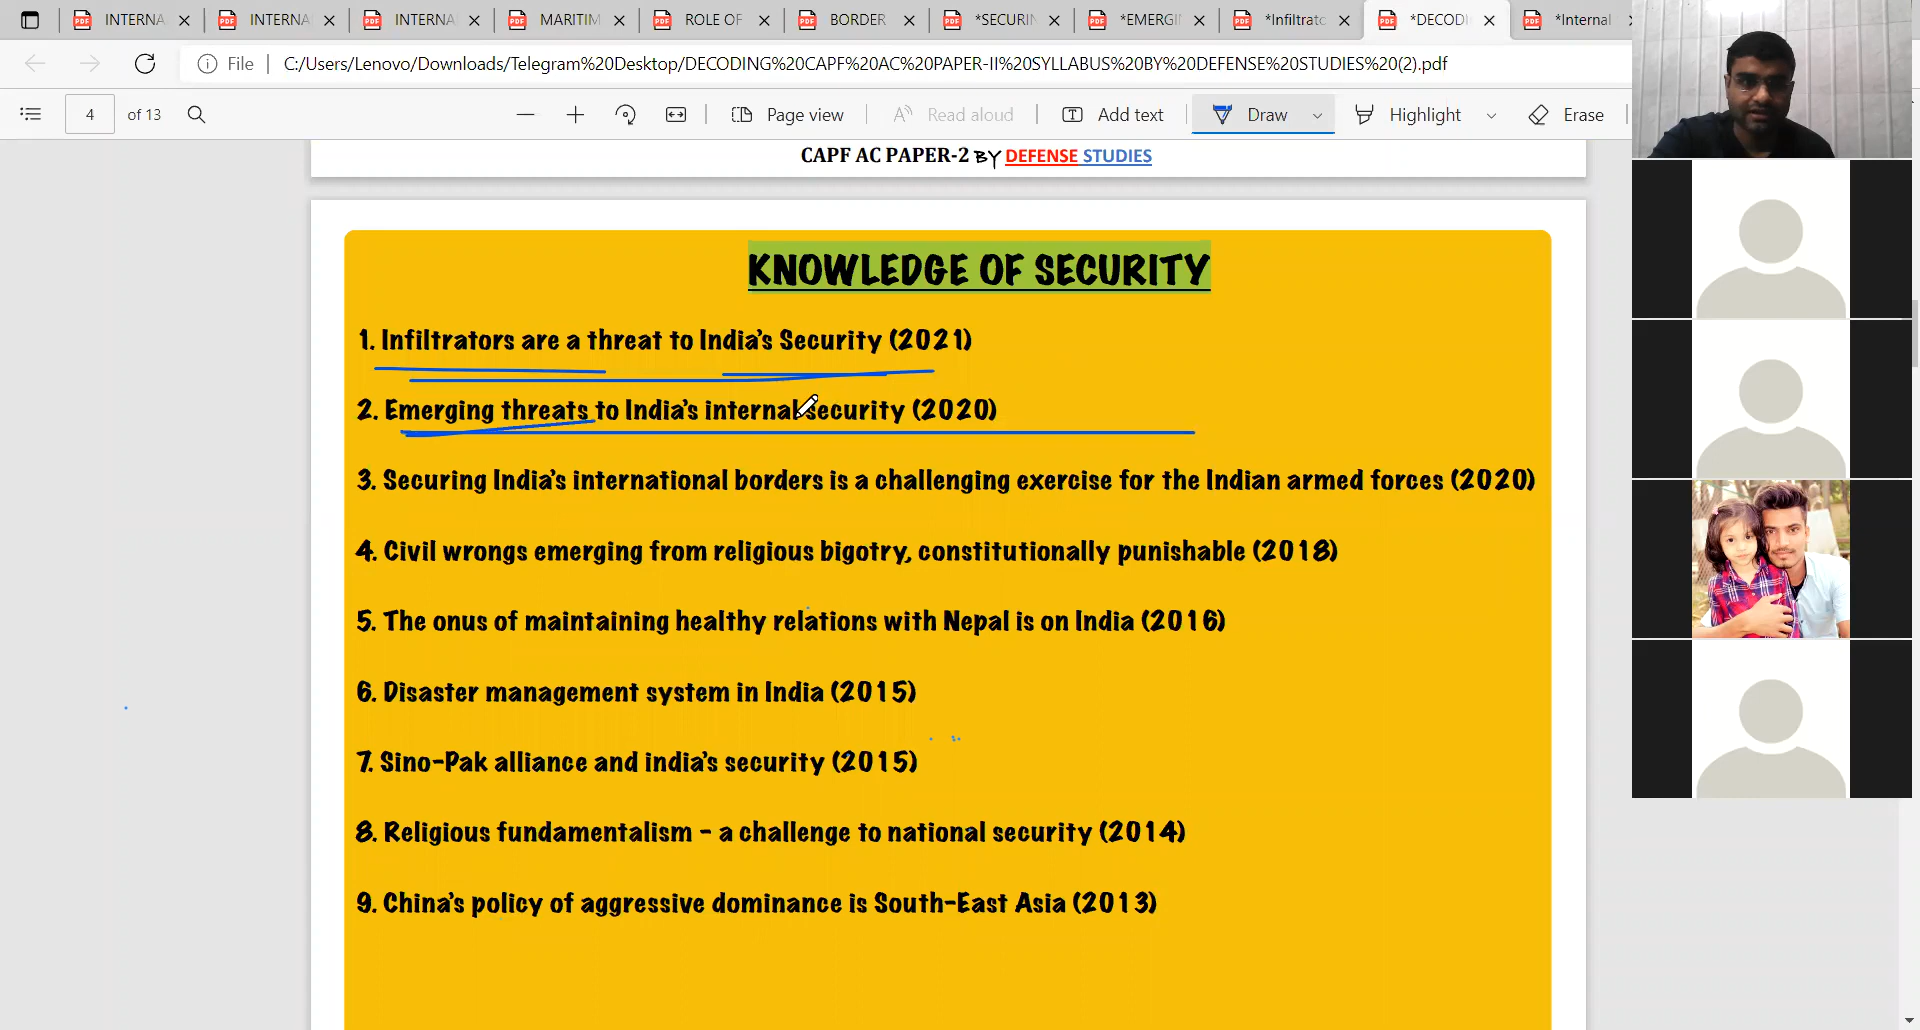 INTERNA
INTERNA
INTERNA
MARITIM
ROLE OF
BORDER
*SECURIN
*EMERGI
*Infiltrato
*DECODI
*Internal
File
C:/Users/Lenovo/Downloads/Telegram%20Desktop/DECODING%20CAPF%20AC%20PAPER-II%20SYLLABUS%20BY%20DEFENSE%20STUDIES%20(2).pdf
4 of 13
Page view
Read aloud
Add text
Draw
Highlight
Erase
CAPF AC PAPER-2 BY DEFENSE STUDIES
KNOWLEDGE OF SECURITY
1. Infiltrators are a threat to India's Security (2021)
2. Emerging threats to India's internal security (2020)
3. Securing India's international borders is a challenging exercise for the Indian armed forces (2020)
4. Civil wrongs emerging from religious bigotry, constitutionally punishable (2018)
5. The onus of maintaining healthy relations with Nepal is on India (2016)
6. Disaster management system in India (2015)
7. Sino-Pak alliance and india's security (2015)
8. Religious fundamentalism - a challenge to national security (2014)
9. China's policy of aggressive dominance is South-East Asia (2013)